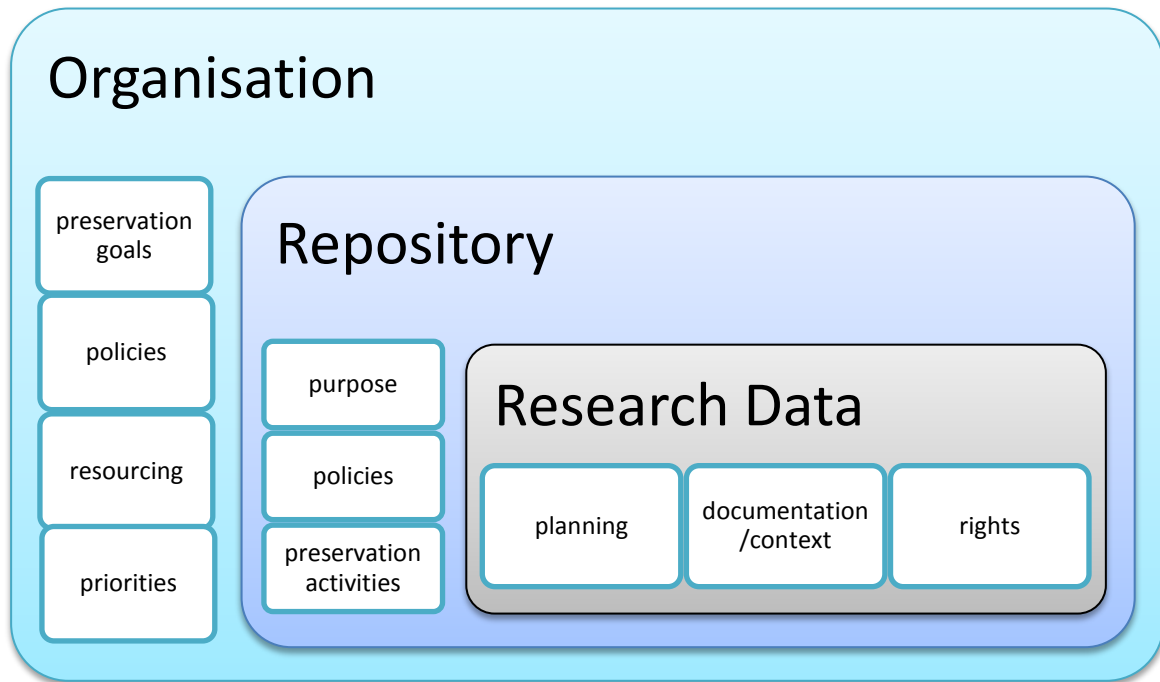 Organisation
preservation
goals
policies
resourcing
priorities
Repository
purpose
policies
preservation
activities
Research Data
planning
documentation
/context
rights